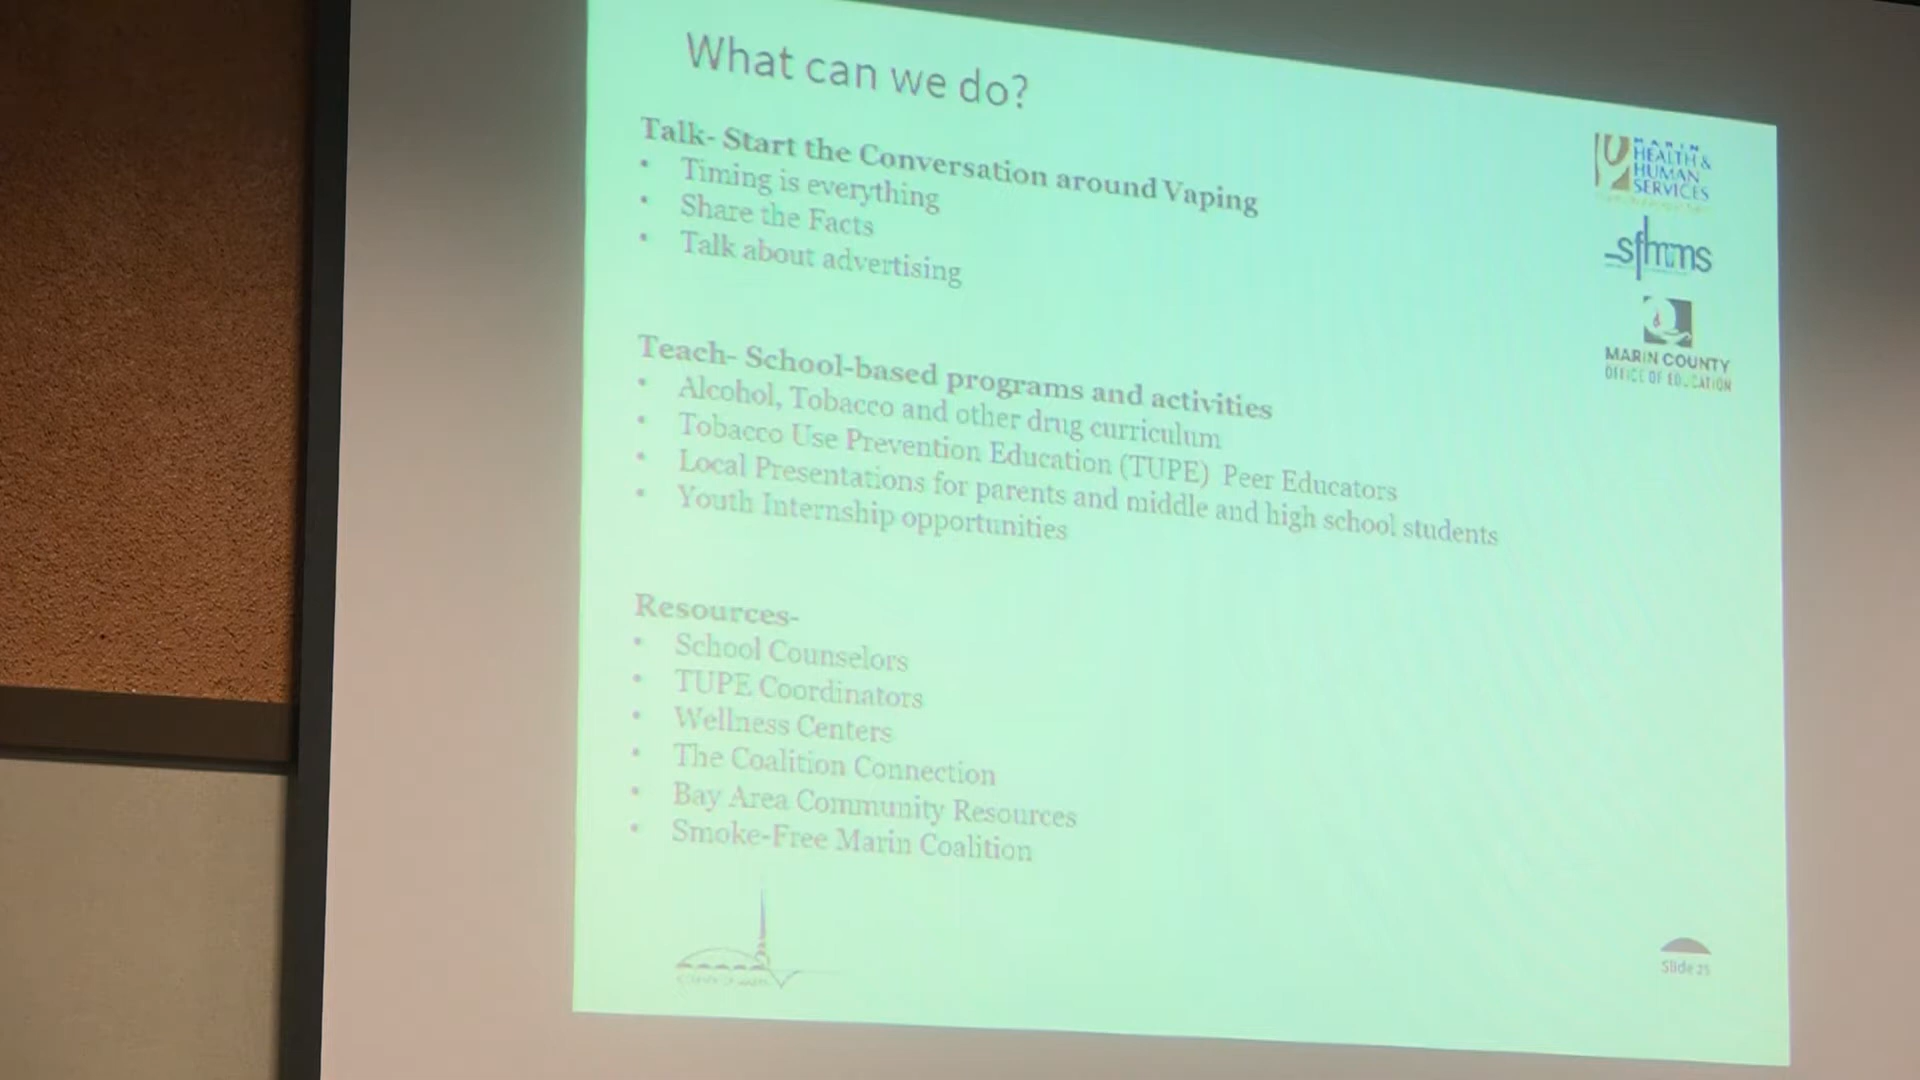 What can we do?
Talk- Start the Conversation around Vaping
• Timing is everything
• Share the Facts
• Talk about advertising
Teach- School-based programs and activities
• Alcohol, Tobacco and other drug curriculum
• Tobacco Use Prevention Education (TUPE) Peer Educators
• Local Presentations for parents and middle and high school students
• Youth Internship opportunities
Resources-
• School Counselors
• TUPE Coordinators
• Wellness Centers
• The Coalition Connection
• Bay Area Community Resources
• Smoke-Free Marin Coalition
MARIN
HEALTH &
HUMAN
SERVICES
sfmms
MARIN COUNTY
OFFICE OF EDUCATION
Slide 25